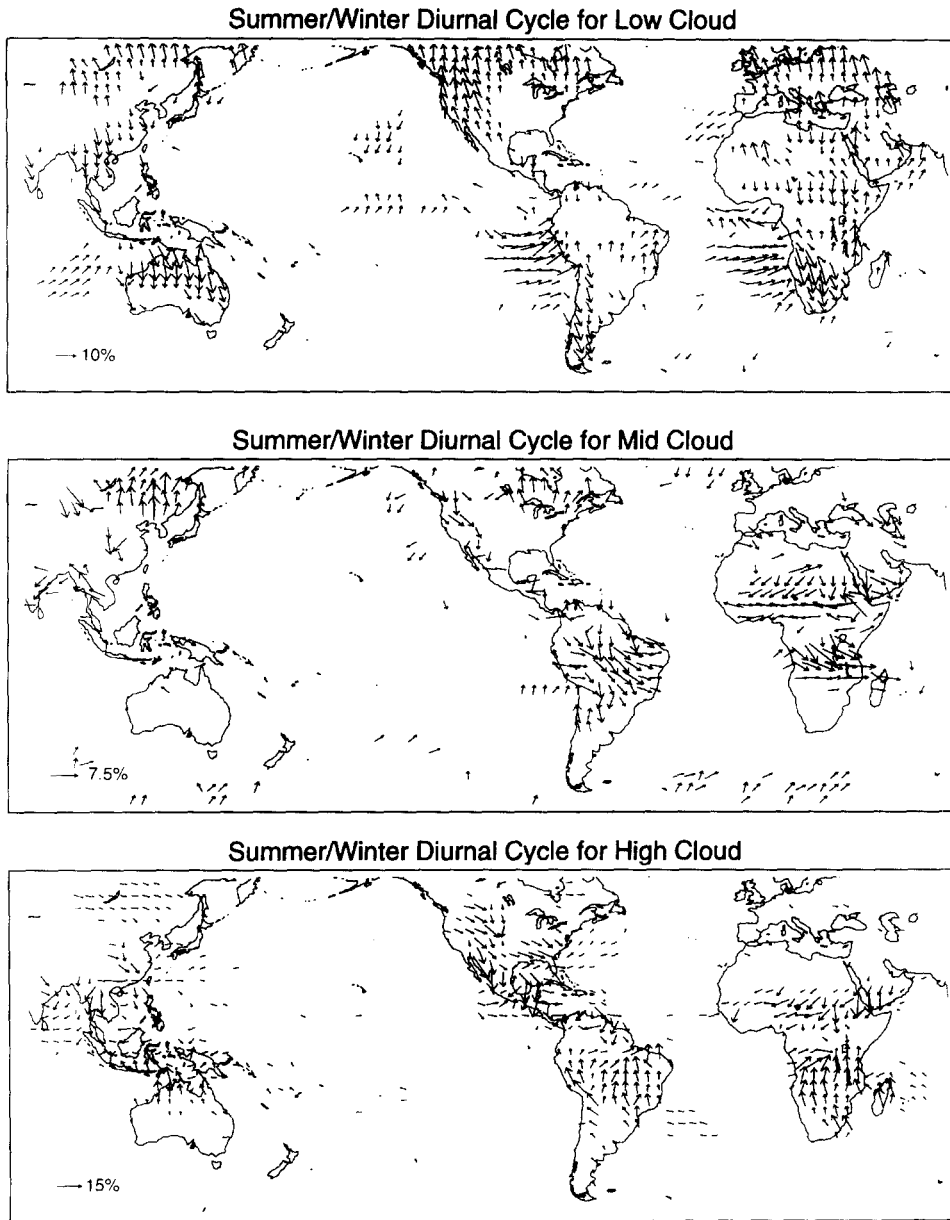 Summer/Winter Diurnal Cycle for Low Cloud
10%
Summer/Winter Diurnal Cycle for Mid Cloud
7.5%
Summer/Winter Diurnal Cycle for High Cloud
15%